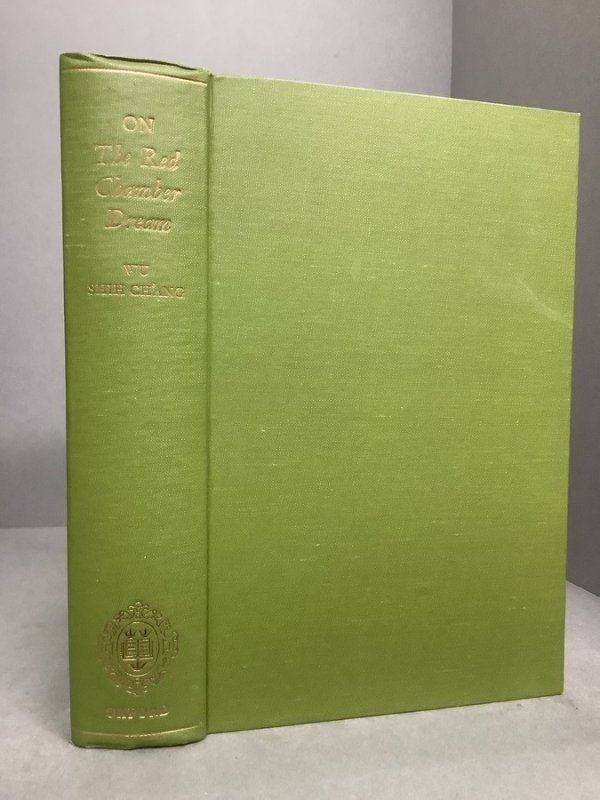 ON
The Red
Chamber
Dream
WU
SHIH CH'ANG
OXFORD